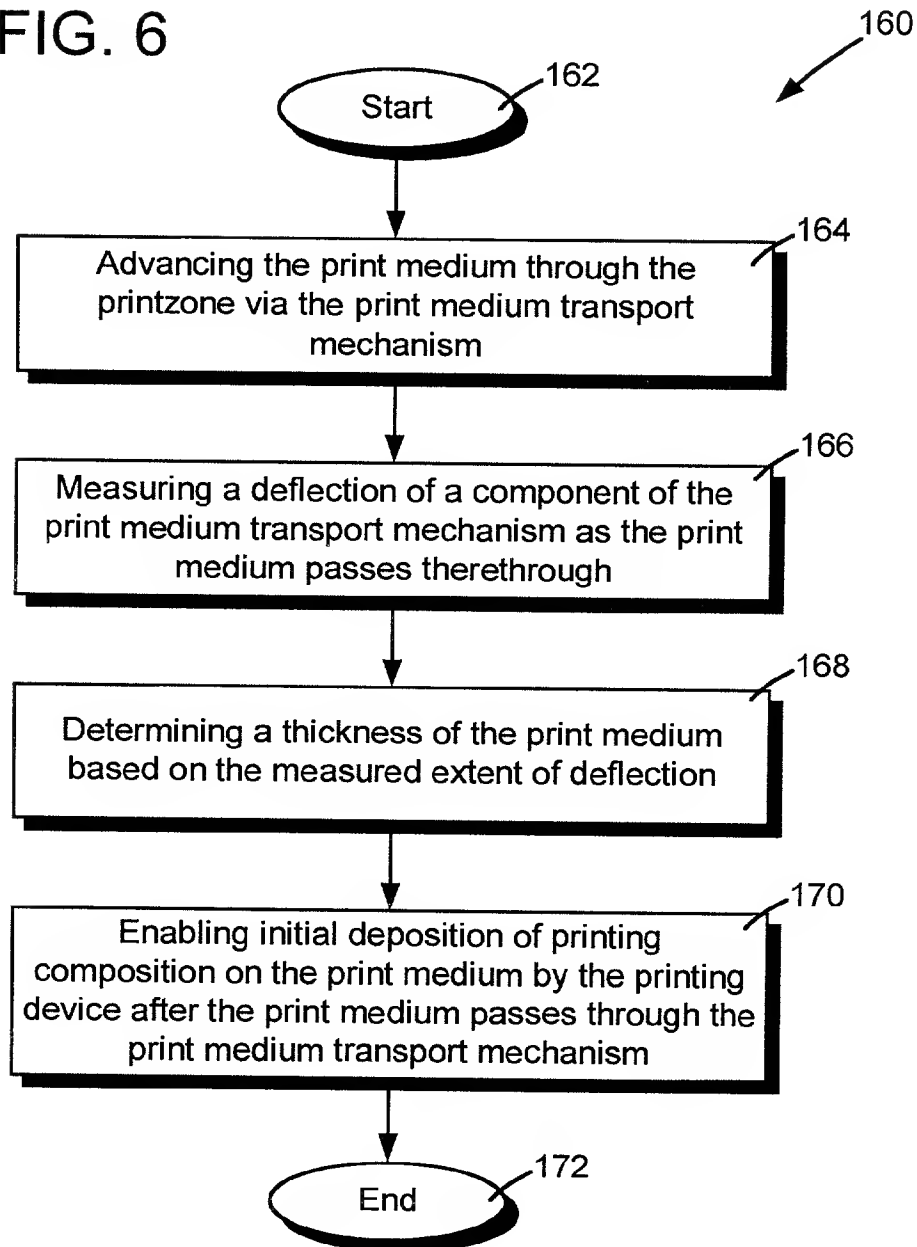 FIG. 6
160
Start
162
164
Advancing the print medium through the
printzone via the print medium transport
mechanism
166
Measuring a deflection of a component of the
print medium transport mechanism as the print
medium passes therethrough
168
Determining a thickness of the print medium
based on the measured extent of deflection
170
Enabling initial deposition of printing
composition on the print medium by the printing
device after the print medium passes through the
print medium transport mechanism
172
End